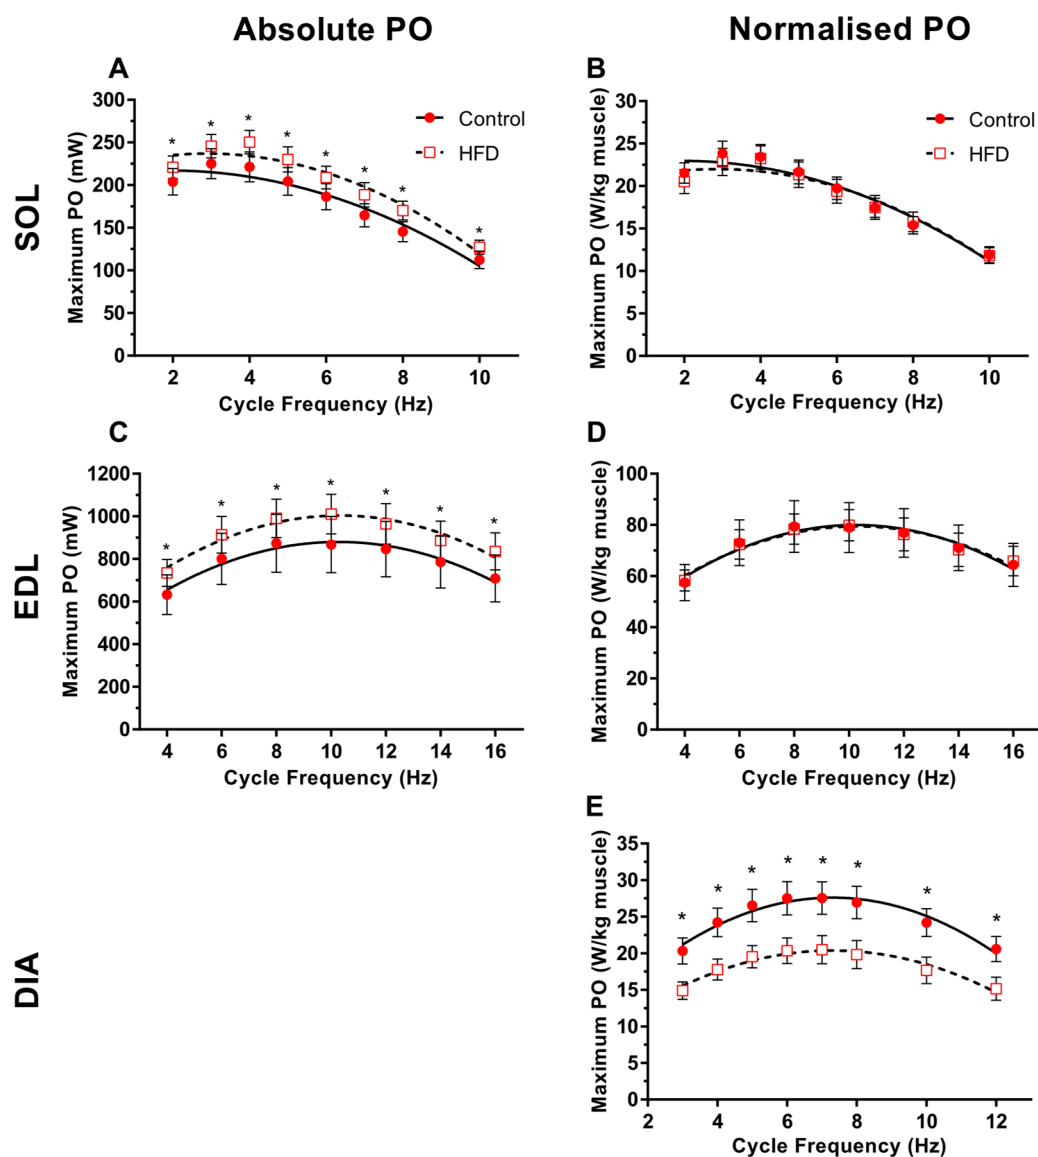 Absolute PO
Normalised PO
SOL
A
Maximum PO (mW)
300
250
200
150
100
50
0
* * * * * * * *
Control
HFD
2 4 6 8 10
Cycle Frequency (Hz)
B
Maximum PO (W/kg muscle)
30
25
20
15
10
5
0
Control
HFD
2 4 6 8 10
Cycle Frequency (Hz)
EDL
C
Maximum PO (mW)
1200
1000
800
600
400
200
0
* * * * * * *
4 6 8 10 12 14 16
Cycle Frequency (Hz)
D
Maximum PO (W/kg muscle)
100
80
60
40
20
0
4 6 8 10 12 14 16
Cycle Frequency (Hz)
DIA
E
Maximum PO (W/kg muscle)
35
30
25
20
15
10
5
0
* * * * * * * *
2 4 6 8 10 12
Cycle Frequency (Hz)